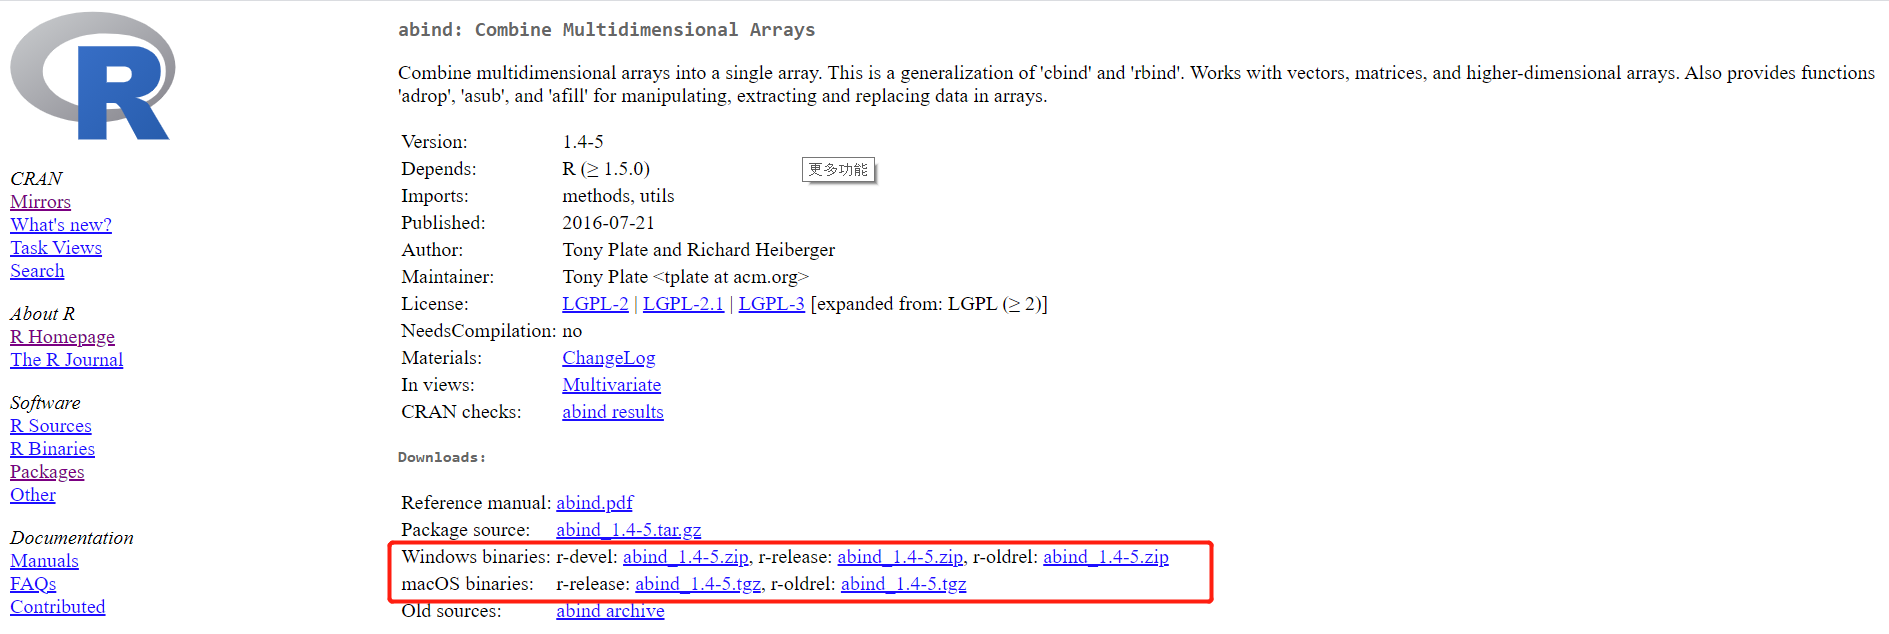 R
CRAN
Mirrors
What's new?
Task Views
Search
About R
R Homepage
The R Journal
Software
R Sources
R Binaries
Packages
Other
Documentation
Manuals
FAQs
Contributed
abind: Combine Multidimensional Arrays
Combine multidimensional arrays into a single array. This is a generalization of 'cbind' and 'rbind'. Works with vectors, matrices, and higher-dimensional arrays. Also provides functions
'adrop', 'asub', and 'afill' for manipulating, extracting and replacing data in arrays.
Version: 1.4-5
Depends: R (≥ 1.5.0)
更多功能
Imports: methods, utils
Published: 2016-07-21
Author: Tony Plate and Richard Heiberger
Maintainer: Tony Plate <tplate at acm.org>
License: LGPL-2 | LGPL-2.1 | LGPL-3 [expanded from: LGPL (≥ 2)]
NeedsCompilation: no
Materials: ChangeLog
In views: Multivariate
CRAN checks: abind results
Downloads:
Reference manual: abind.pdf
Package source: abind_1.4-5.tar.gz
Windows binaries: r-devel: abind_1.4-5.zip, r-release: abind_1.4-5.zip, r-oldrel: abind_1.4-5.zip
macOS binaries: r-release: abind_1.4-5.tgz, r-oldrel: abind_1.4-5.tgz
Old sources: abind archive